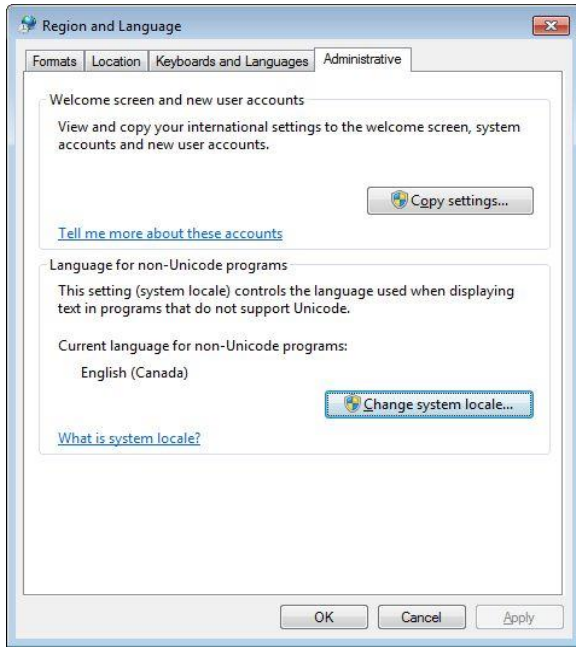 Region and Language
Formats Location Keyboards and Languages Administrative
Welcome screen and new user accounts
View and copy your international settings to the welcome screen, system
accounts and new user accounts.
Copy settings...
Tell me more about these accounts
Language for non-Unicode programs
This setting (system locale) controls the language used when displaying
text in programs that do not support Unicode.
Current language for non-Unicode programs:
English (Canada)
Change system locale...
What is system locale?
OK Cancel Apply